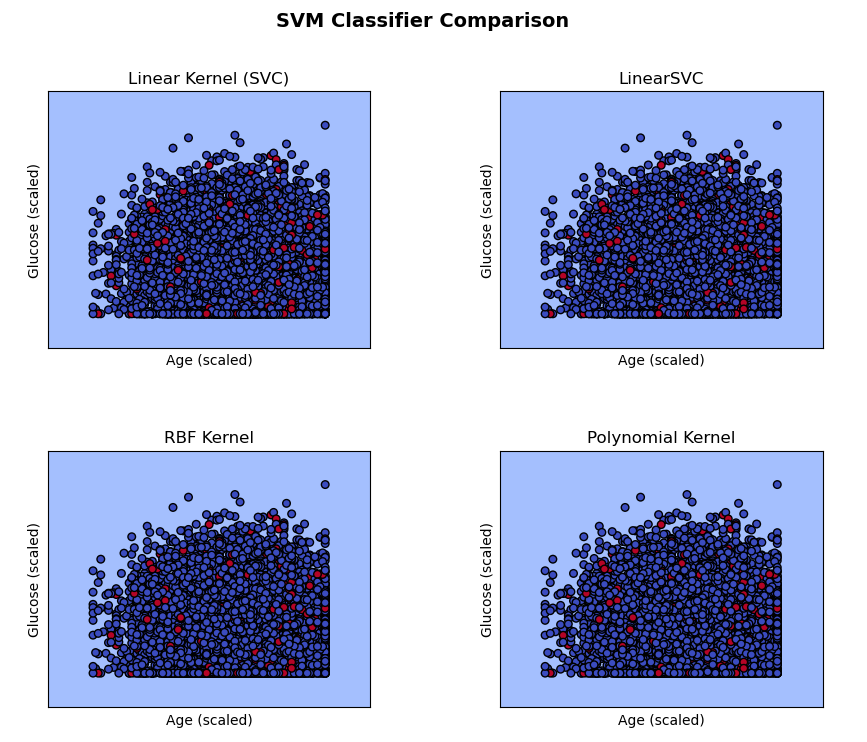 SVM Classifier Comparison
Linear Kernel (SVC)
LinearSVC
Glucose (scaled)
Glucose (scaled)
Age (scaled)
Age (scaled)
RBF Kernel
Polynomial Kernel
Glucose (scaled)
Glucose (scaled)
Age (scaled)
Age (scaled)